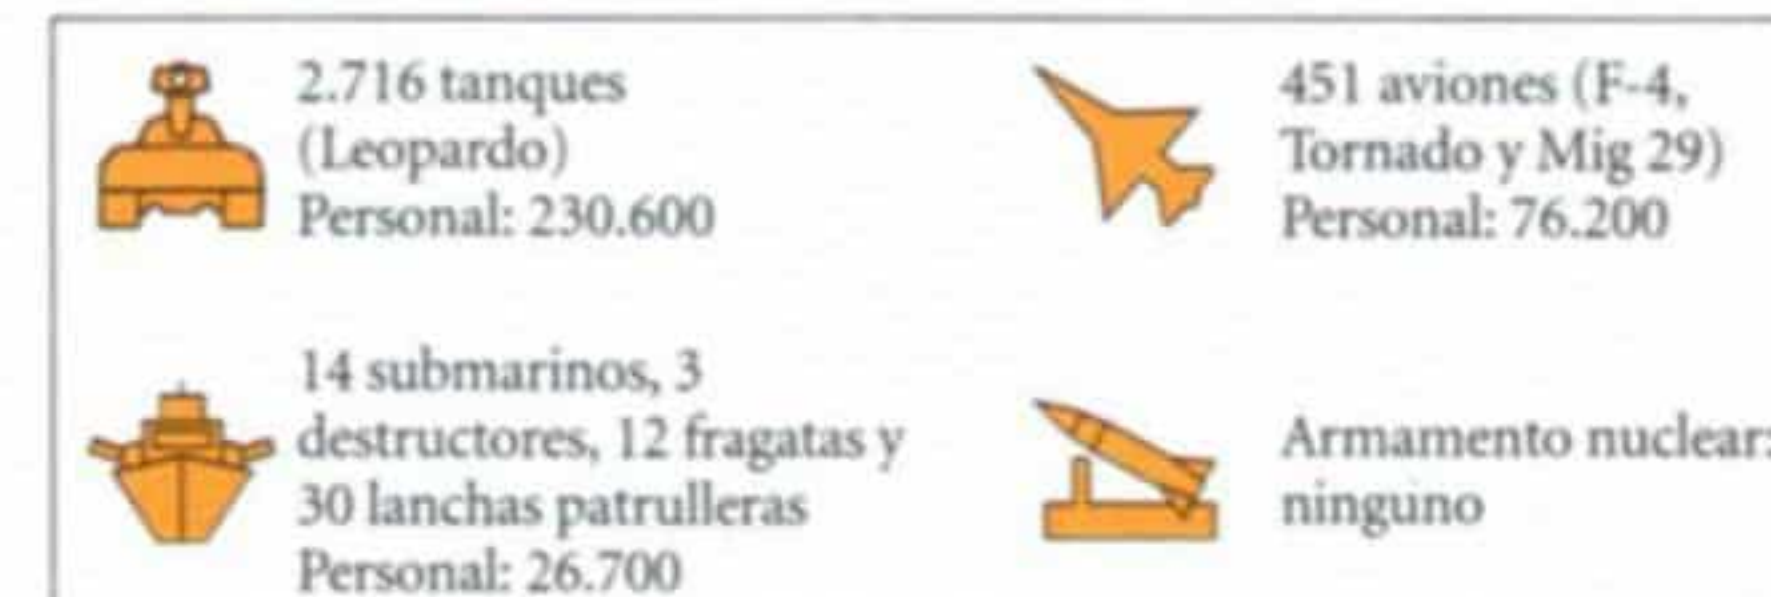 2.716 tanques
(Leopardo)
Personal: 230.600
451 aviones (F-4,
Tornado y Mig 29)
Personal: 76.200
14 submarinos, 3
destructores, 12 fragatas y
30 lanchas patrulleras
Personal: 26.700
Armamento nuclear:
ninguno